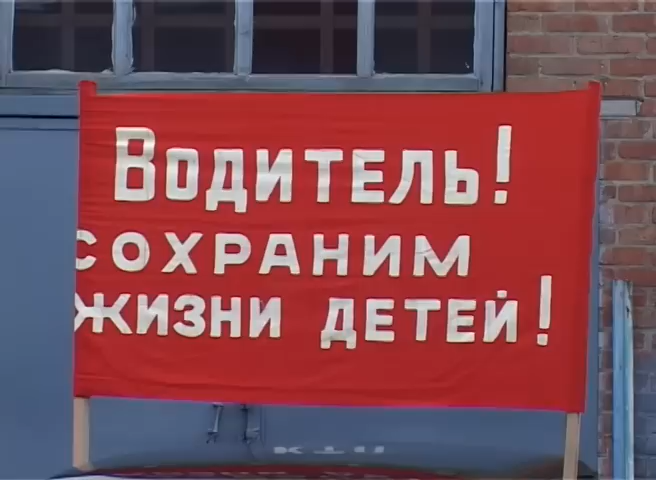 Водитель!
сохраним
жизни детей!